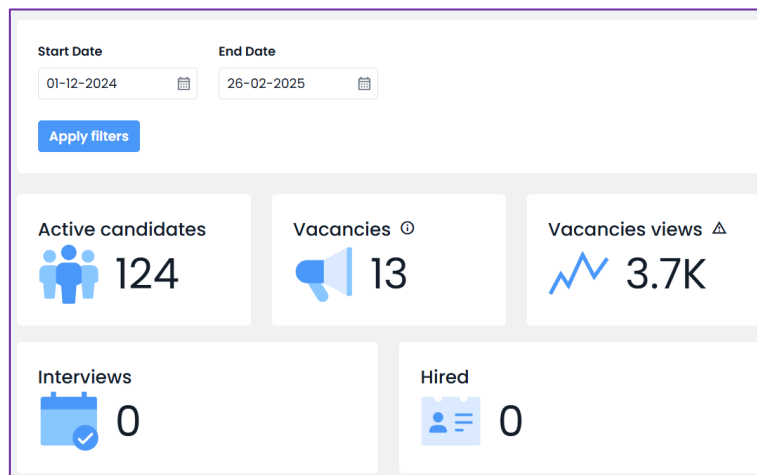 Start Date
End Date
01-12-2024
26-02-2025
Apply filters
Active candidates
124
Vacancies
13
Vacancies views
3.7K
Interviews
0
Hired
0